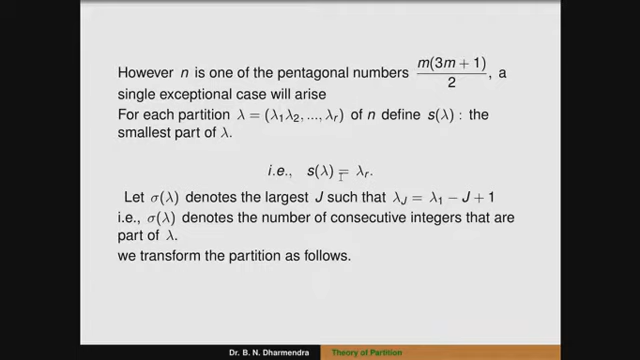 However n is one of the pentagonal numbers m(3m + 1)/2, a
single exceptional case will arise
For each partition λ = (λ₁λ₂, ..., λᵣ) of n define s(λ) : the
smallest part of λ.
i.e., s(λ) = λᵣ.
Let σ(λ) denotes the largest J such that λ_J = λ₁ − J + 1
i.e., σ(λ) denotes the number of consecutive integers that are
part of λ.
we transform the partition as follows.
Dr. B. N. Dharmendra Theory of Partition